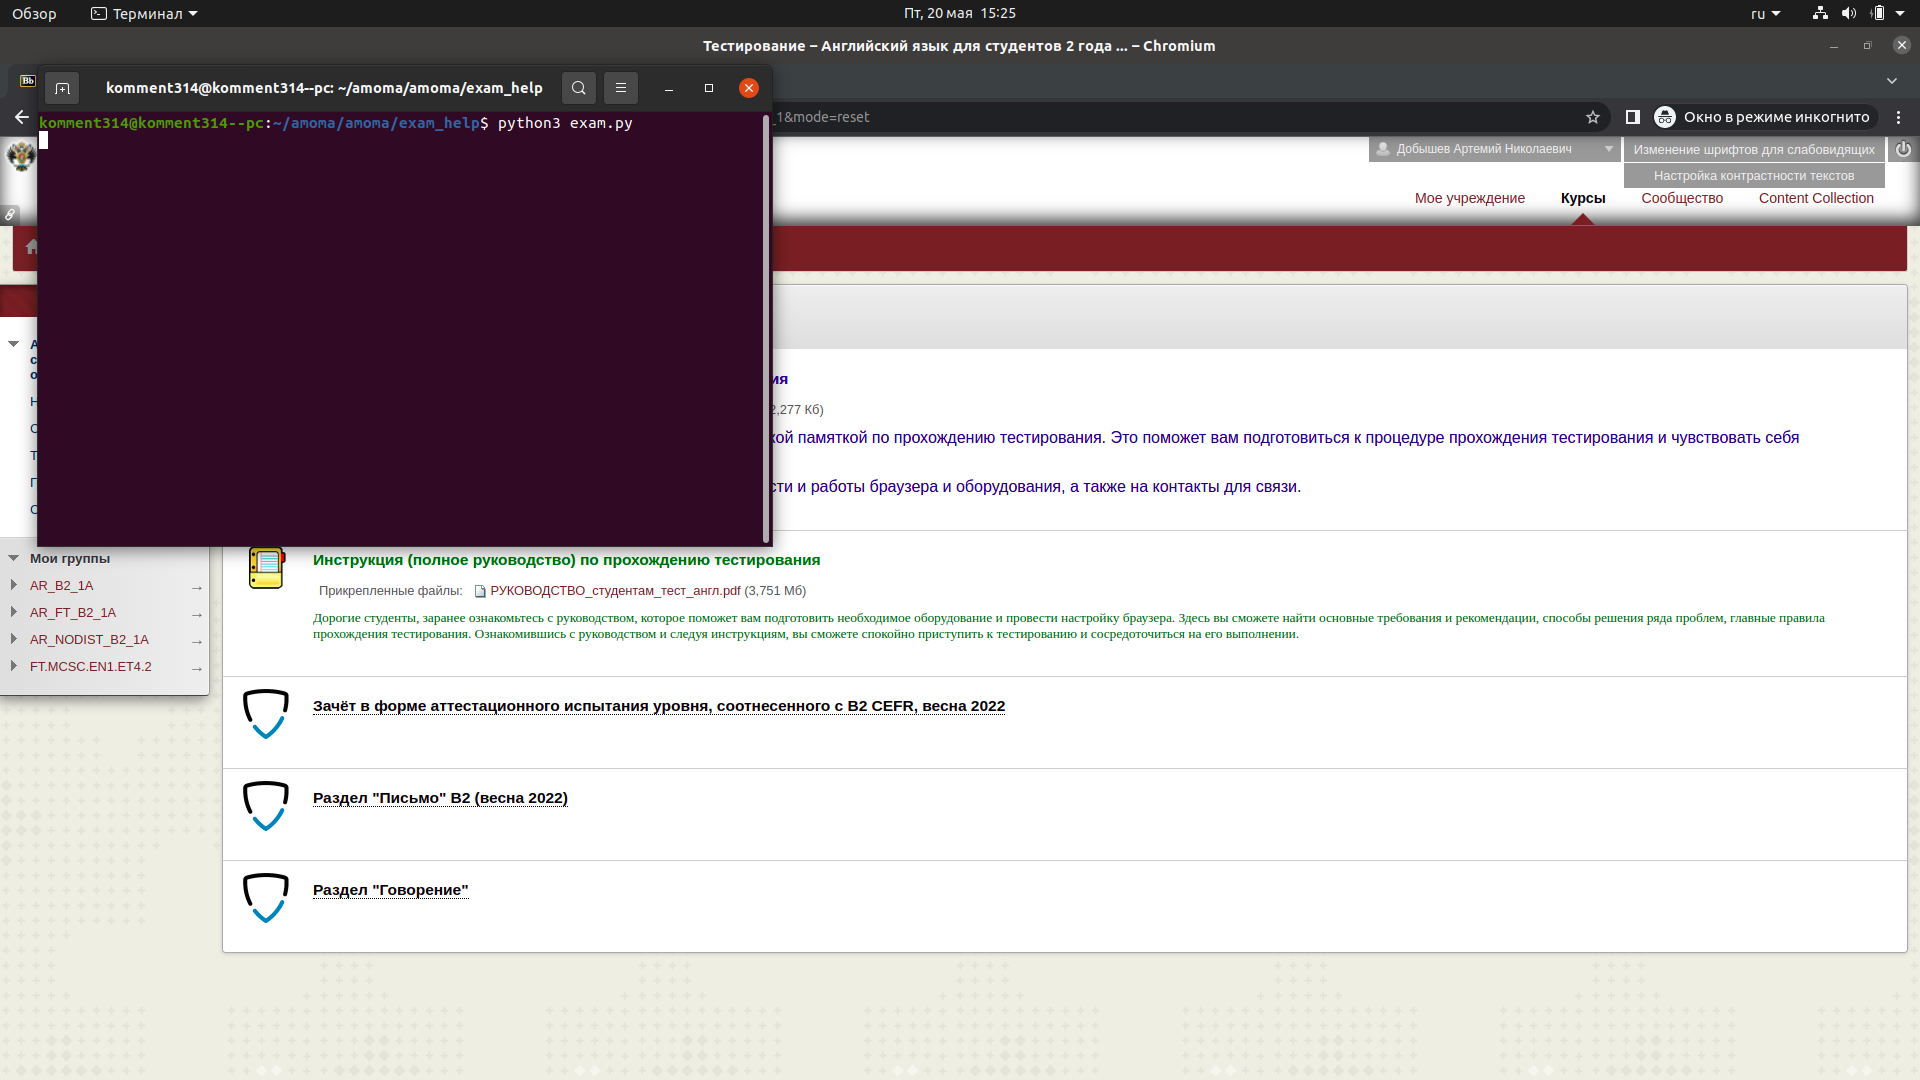 Обзор
Терминал
Пт, 20 мая 15:25
ru
Тестирование – Английский язык для студентов 2 года ... – Chromium
Bb
komment314@komment314--pc: ~/amoma/amoma/exam_help
komment314@komment314--pc:~/amoma/amoma/exam_help$ python3 exam.py
_1&mode=reset
Окно в режиме инкогнито
Добышев Артемий Николаевич
Изменение шрифтов для слабовидящих
Настройка контрастности текстов
Мое учреждение
Курсы
Сообщество
Content Collection
2,277 Кб)
кой памяткой по прохождению тестирования. Это поможет вам подготовиться к процедуре прохождения тестирования и чувствовать себя
сти и работы браузера и оборудования, а также на контакты для связи.
Мои группы
AR_B2_1A
AR_FT_B2_1A
AR_NODIST_B2_1A
FT.MCSC.EN1.ET4.2
Инструкция (полное руководство) по прохождению тестирования
Прикрепленные файлы: РУКОВОДСТВО_студентам_тест_англ.pdf (3,751 Мб)
Дорогие студенты, заранее ознакомьтесь с руководством, которое поможет вам подготовить необходимое оборудование и провести настройку браузера. Здесь вы сможете найти основные требования и рекомендации, способы решения ряда проблем, главные правила
прохождения тестирования. Ознакомившись с руководством и следуя инструкциям, вы сможете спокойно приступить к тестированию и сосредоточиться на его выполнении.
Зачёт в форме аттестационного испытания уровня, соотнесенного с B2 CEFR, весна 2022
Раздел "Письмо" B2 (весна 2022)
Раздел "Говорение"